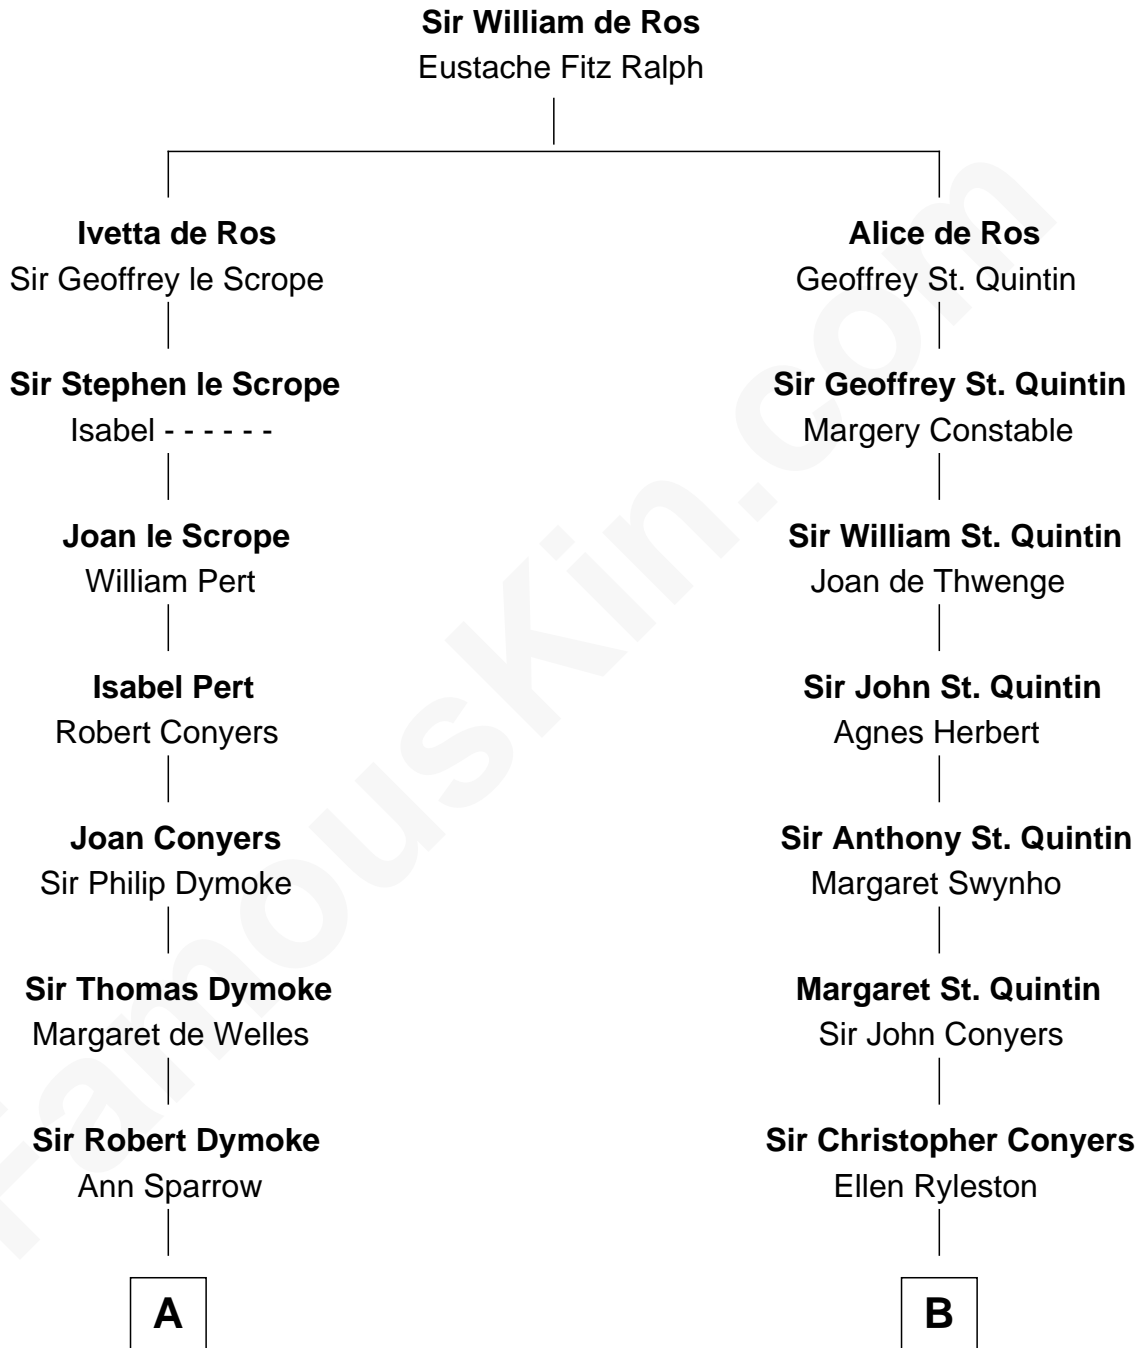 Sir William de Ros
Eustache Fitz Ralph
Ivetta de Ros
Sir Geoffrey le Scrope
Alice de Ros
Geoffrey St. Quintin
Sir Stephen le Scrope
Isabel - - - - - -
Sir Geoffrey St. Quintin
Margery Constable
Joan le Scrope
William Pert
Sir William St. Quintin
Joan de Thwenge
Isabel Pert
Robert Conyers
Sir John St. Quintin
Agnes Herbert
Joan Conyers
Sir Philip Dymoke
Sir Anthony St. Quintin
Margaret Swynho
Sir Thomas Dymoke
Margaret de Welles
Margaret St. Quintin
Sir John Conyers
Sir Robert Dymoke
Ann Sparrow
Sir Christopher Conyers
Ellen Ryleston
A
B
FamousKin.com